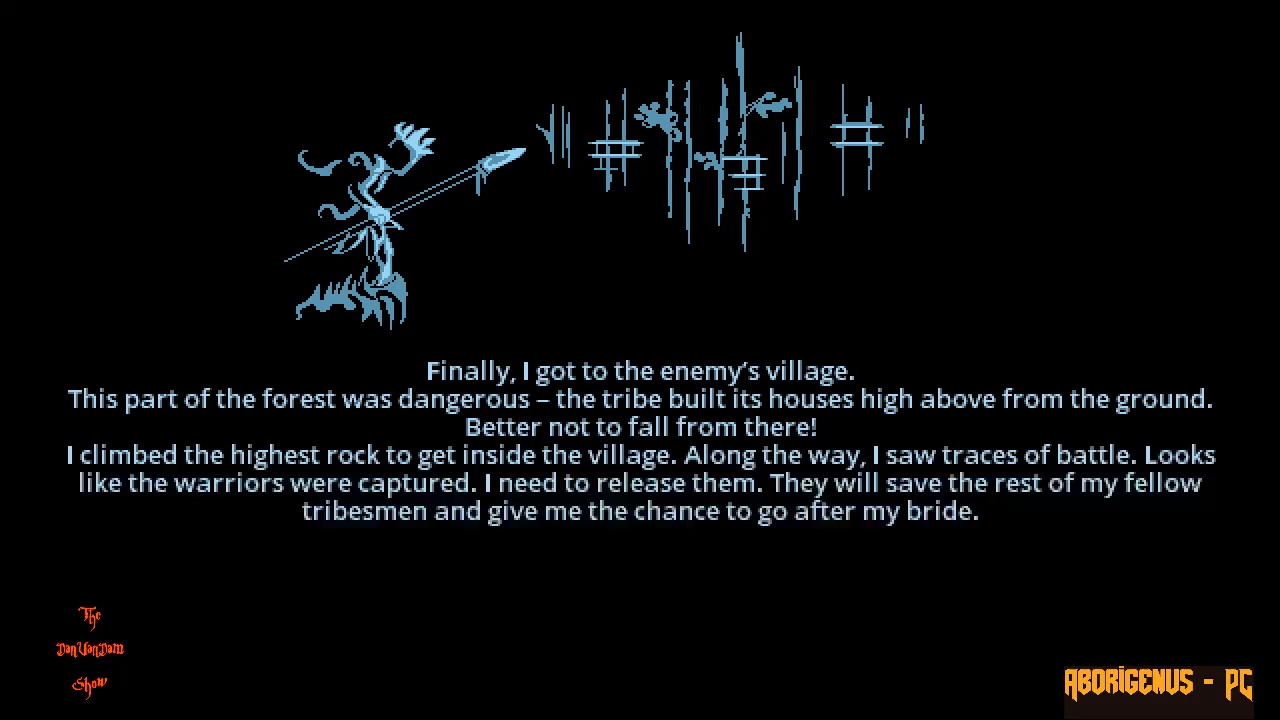 Finally, I got to the enemy’s village.
This part of the forest was dangerous – the tribe built its houses high above from the ground.
Better not to fall from there!
I climbed the highest rock to get inside the village. Along the way, I saw traces of battle. Looks
like the warriors were captured. I need to release them. They will save the rest of my fellow
tribesmen and give me the chance to go after my bride.
The
DanVanDam
Show
ABORIGENUS - PC